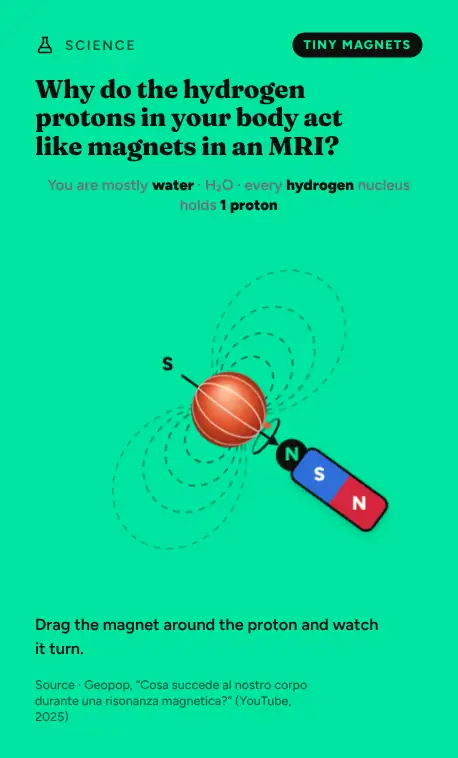 SCIENCE
TINY MAGNETS
Why do the hydrogen
protons in your body act
like magnets in an MRI?
You are mostly water · H₂O · every hydrogen nucleus
holds 1 proton
S
N
S
N
Drag the magnet around the proton and watch
it turn.
Source · Geopop, “Cosa succede al nostro corpo
durante una risonanza magnetica?” (YouTube,
2025)